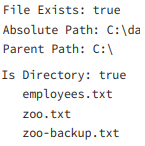 File Exists: true
Absolute Path: C:\da
Parent Path: C:\
Is Directory: true
employees.txt
zoo.txt
zoo-backup.txt